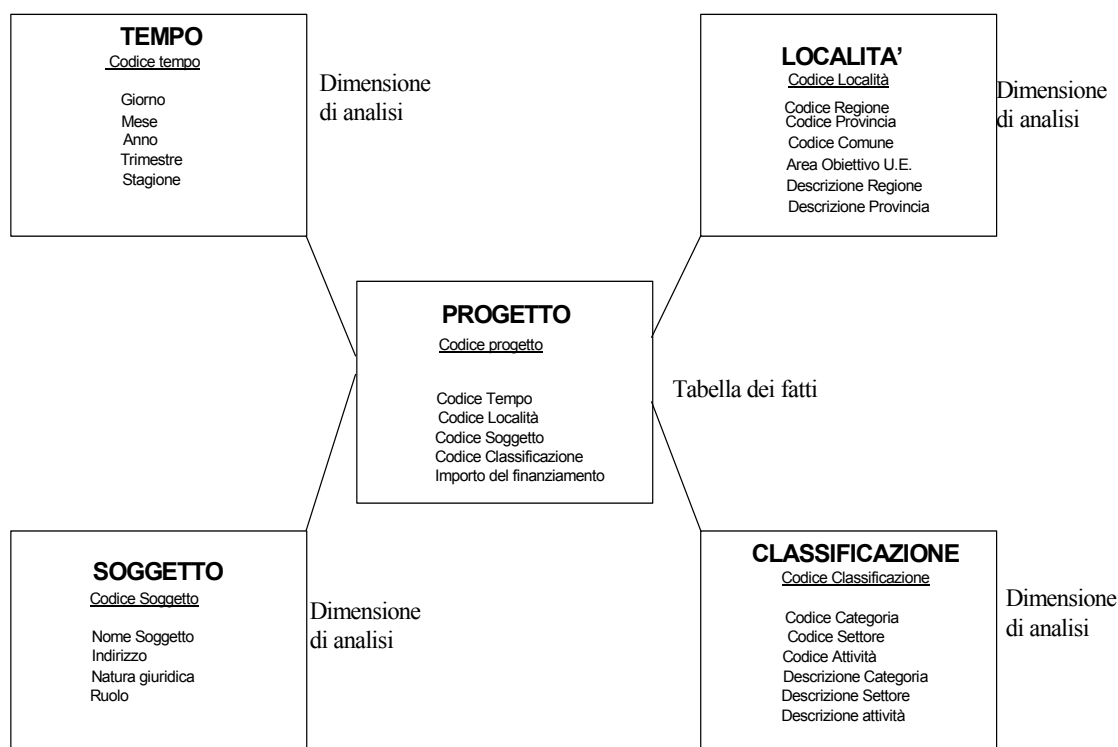 TEMPO
Codice tempo
Giorno
Mese
Anno
Trimestre
Stagione
Dimensione
di analisi
LOCALITA'
Codice Località
Codice Regione
Codice Provincia
Codice Comune
Area Obiettivo U.E.
Descrizione Regione
Descrizione Provincia
Dimensione
di analisi
PROGETTO
Codice progetto
Codice Tempo
Codice Località
Codice Soggetto
Codice Classificazione
Importo del finanziamento
Tabella dei fatti
SOGGETTO
Codice Soggetto
Nome Soggetto
Indirizzo
Natura giuridica
Ruolo
Dimensione
di analisi
CLASSIFICAZIONE
Codice Classificazione
Codice Categoria
Codice Settore
Codice Attività
Descrizione Categoria
Descrizione Settore
Descrizione attività
Dimensione
di analisi